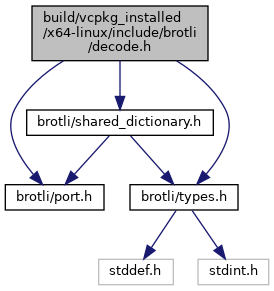 build/vcpkg_installed
/x64-linux/include/brotli
/decode.h
brotli/shared_dictionary.h
brotli/port.h
brotli/types.h
stddef.h
stdint.h